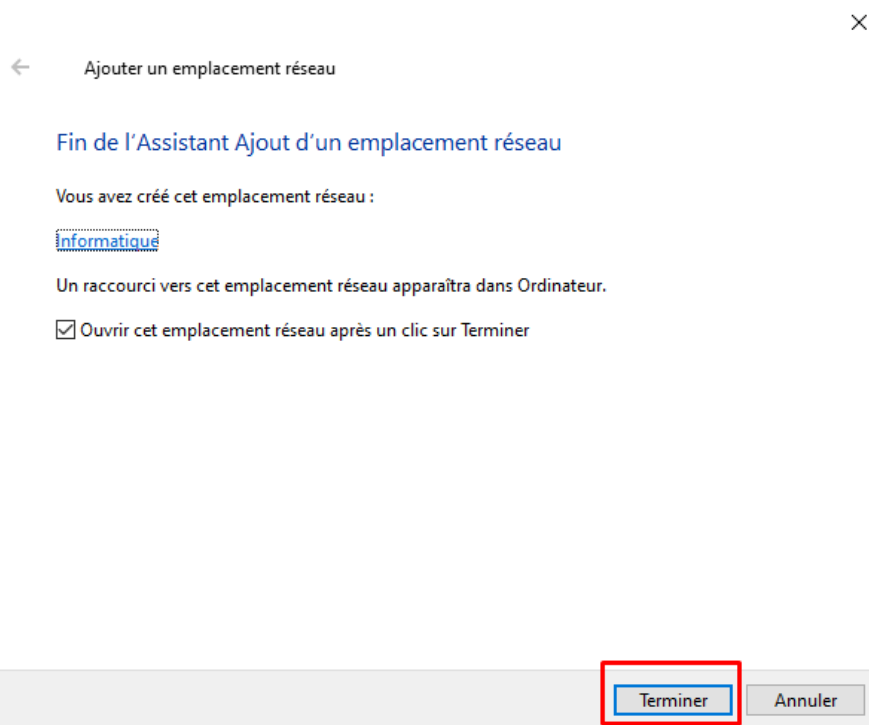 Ajouter un emplacement réseau
Fin de l'Assistant Ajout d'un emplacement réseau
Vous avez créé cet emplacement réseau :
Informatique
Un raccourci vers cet emplacement réseau apparaîtra dans Ordinateur.
Ouvrir cet emplacement réseau après un clic sur Terminer
Terminer
Annuler